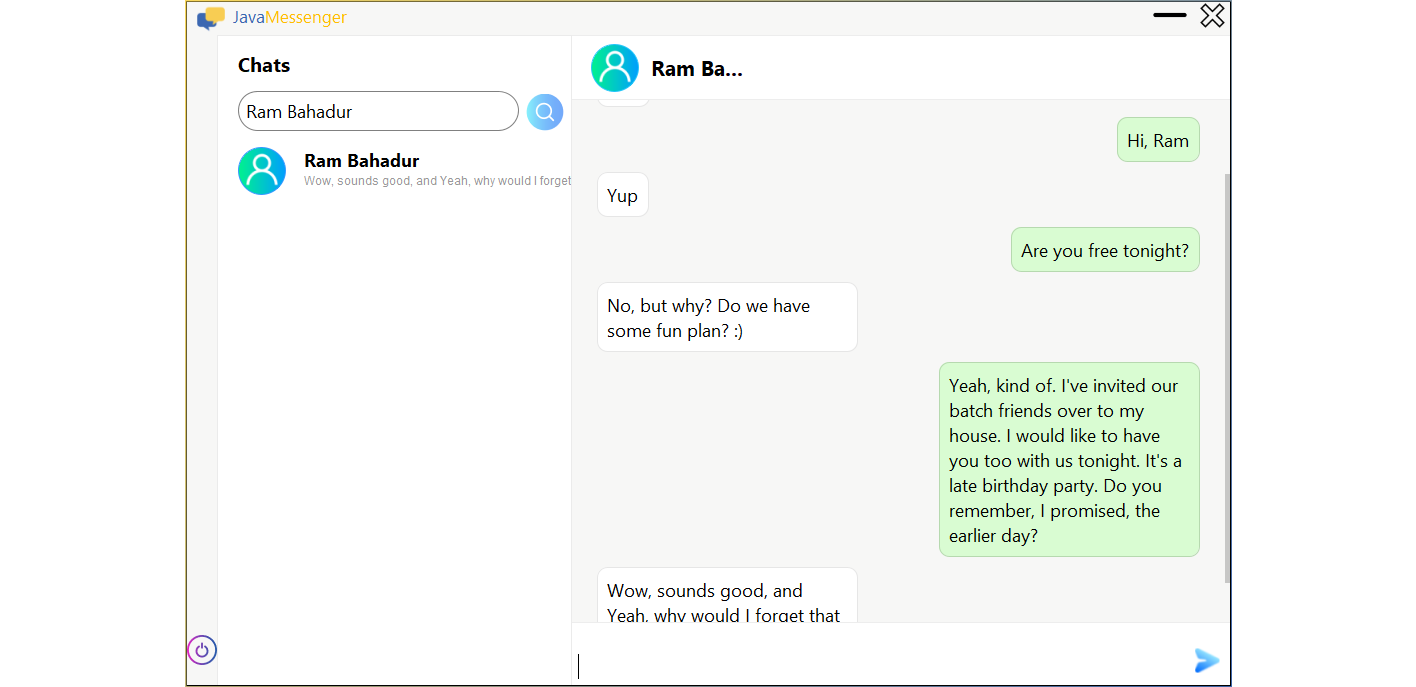 JavaMessenger
Chats
Ram Bahadur
Ram Bahadur
Wow, sounds good, and Yeah, why would I forget
Ram Ba...
Hi, Ram
Yup
Are you free tonight?
No, but why? Do we have
some fun plan? :)
Yeah, kind of. I've invited our
batch friends over to my
house. I would like to have
you too with us tonight. It's a
late birthday party. Do you
remember, I promised, the
earlier day?
Wow, sounds good, and
Yeah, why would I forget that